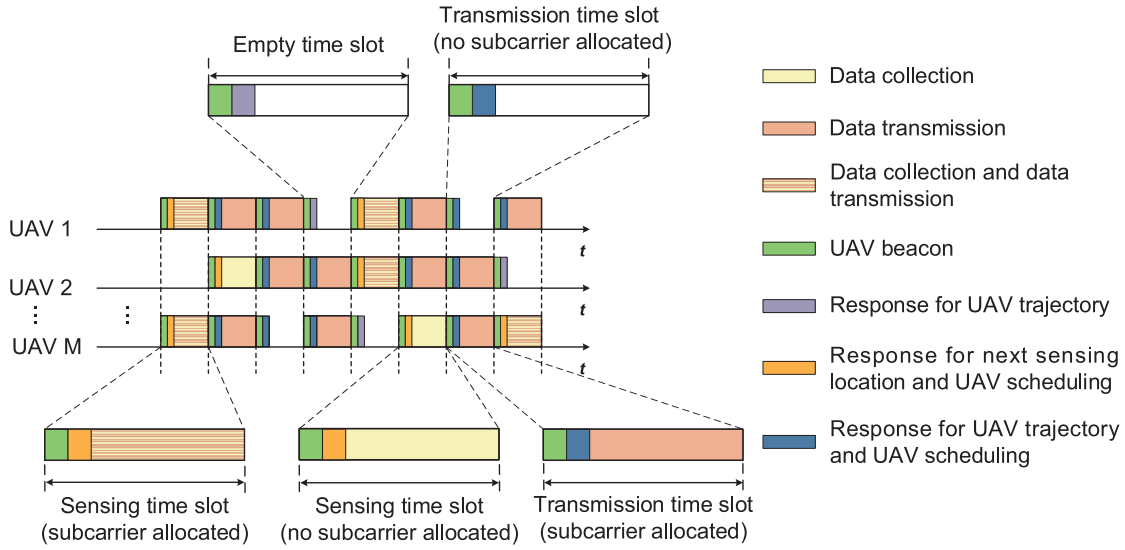 Transmission time slot
(no subcarrier allocated)
Empty time slot
Data collection
Data transmission
Data collection and data
transmission
UAV beacon
Response for UAV trajectory
Response for next sensing
location and UAV scheduling
Response for UAV trajectory
and UAV scheduling
UAV 1
t
UAV 2
t
UAV M
t
Sensing time slot
(subcarrier allocated)
Sensing time slot
(no subcarrier allocated)
Transmission time slot
(subcarrier allocated)